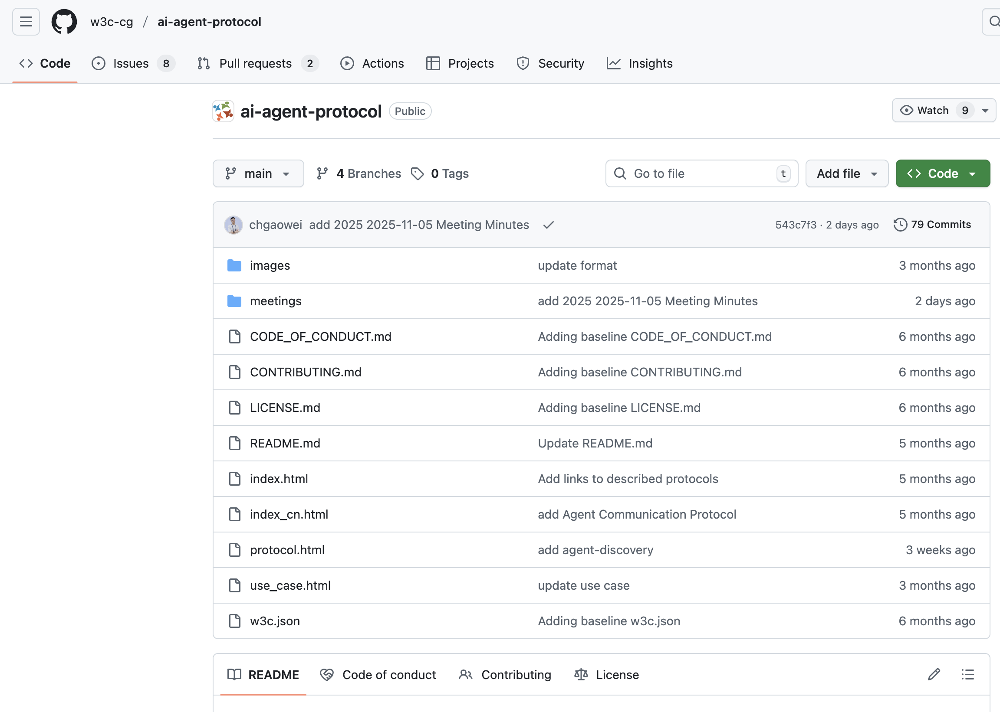 w3c-cg / ai-agent-protocol
Code Issues 8 Pull requests 2 Actions Projects Security Insights
ai-agent-protocol Public Watch 9
main 4 Branches 0 Tags Go to file t Add file Code
chgaowei add 2025 2025-11-05 Meeting Minutes 543c7f3 · 2 days ago 79 Commits
images update format 3 months ago
meetings add 2025 2025-11-05 Meeting Minutes 2 days ago
CODE_OF_CONDUCT.md Adding baseline CODE_OF_CONDUCT.md 6 months ago
CONTRIBUTING.md Adding baseline CONTRIBUTING.md 6 months ago
LICENSE.md Adding baseline LICENSE.md 6 months ago
README.md Update README.md 5 months ago
index.html Add links to described protocols 5 months ago
index_cn.html add Agent Communication Protocol 5 months ago
protocol.html add agent-discovery 3 weeks ago
use_case.html update use case 3 months ago
w3c.json Adding baseline w3c.json 6 months ago
README Code of conduct Contributing License